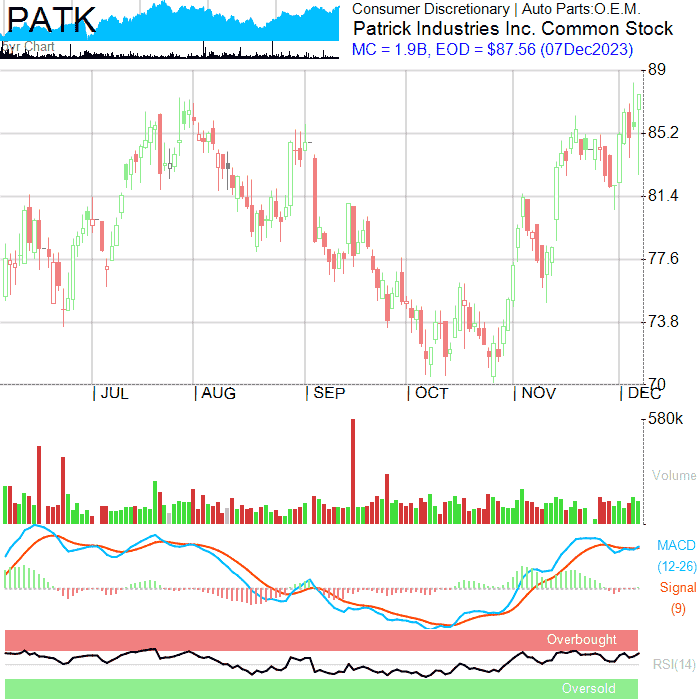 PATK
5yr Chart
Consumer Discretionary | Auto Parts:O.E.M.
Patrick Industries Inc. Common Stock
MC = 1.9B, EOD = $87.56 (07Dec2023)
89
85.2
81.4
77.6
73.8
70
JUL AUG SEP OCT NOV DEC
580k
Volume
MACD
(12-26)
Signal
(9)
Overbought
RSI(14)
Oversold